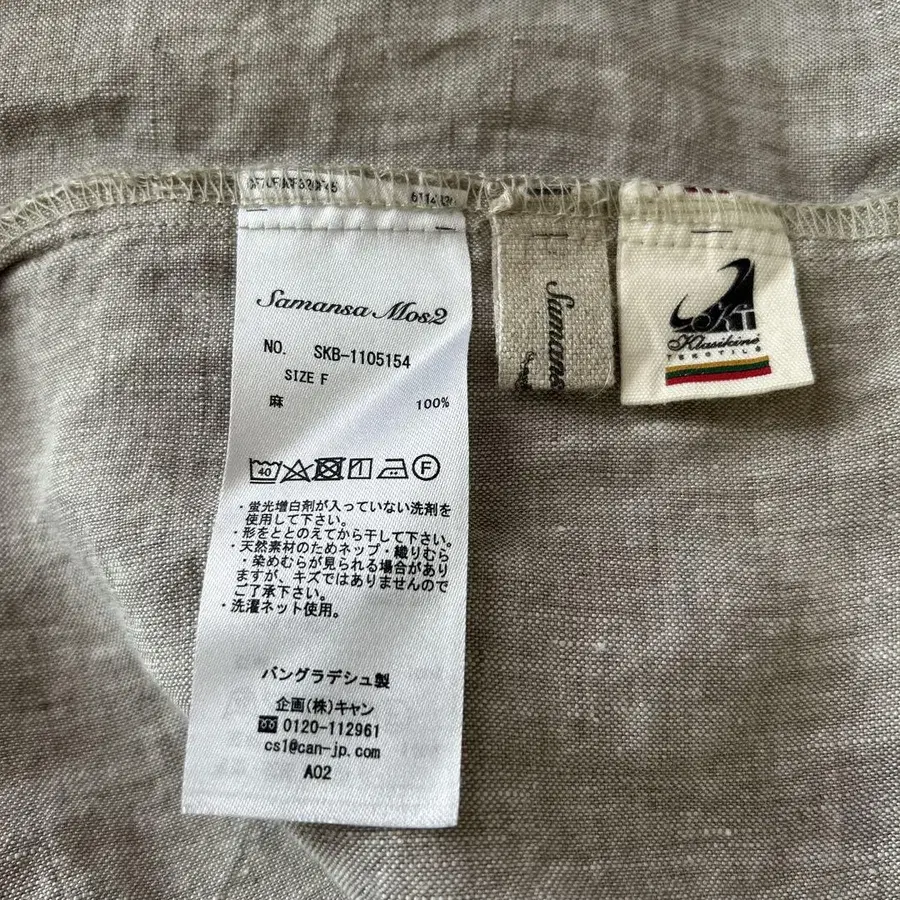 Samansa Mos2
NO. SKB-1105154
SIZE F
麻 100%
40
F
・蛍光増白剤が入っていない洗剤を
使用して下さい。
・形をととのえてから干して下さい。
・天然素材のためネップ・織りむら
・染めむらが見られる場合があり
ますが、キズではありませんので
ご了承下さい。
・洗濯ネット使用。
バングラデシュ製
企画(株)キャン
0120-112961
cs1@can-jp.com
A02
Samans
KT
Klasikinė
TEKSTILĖ